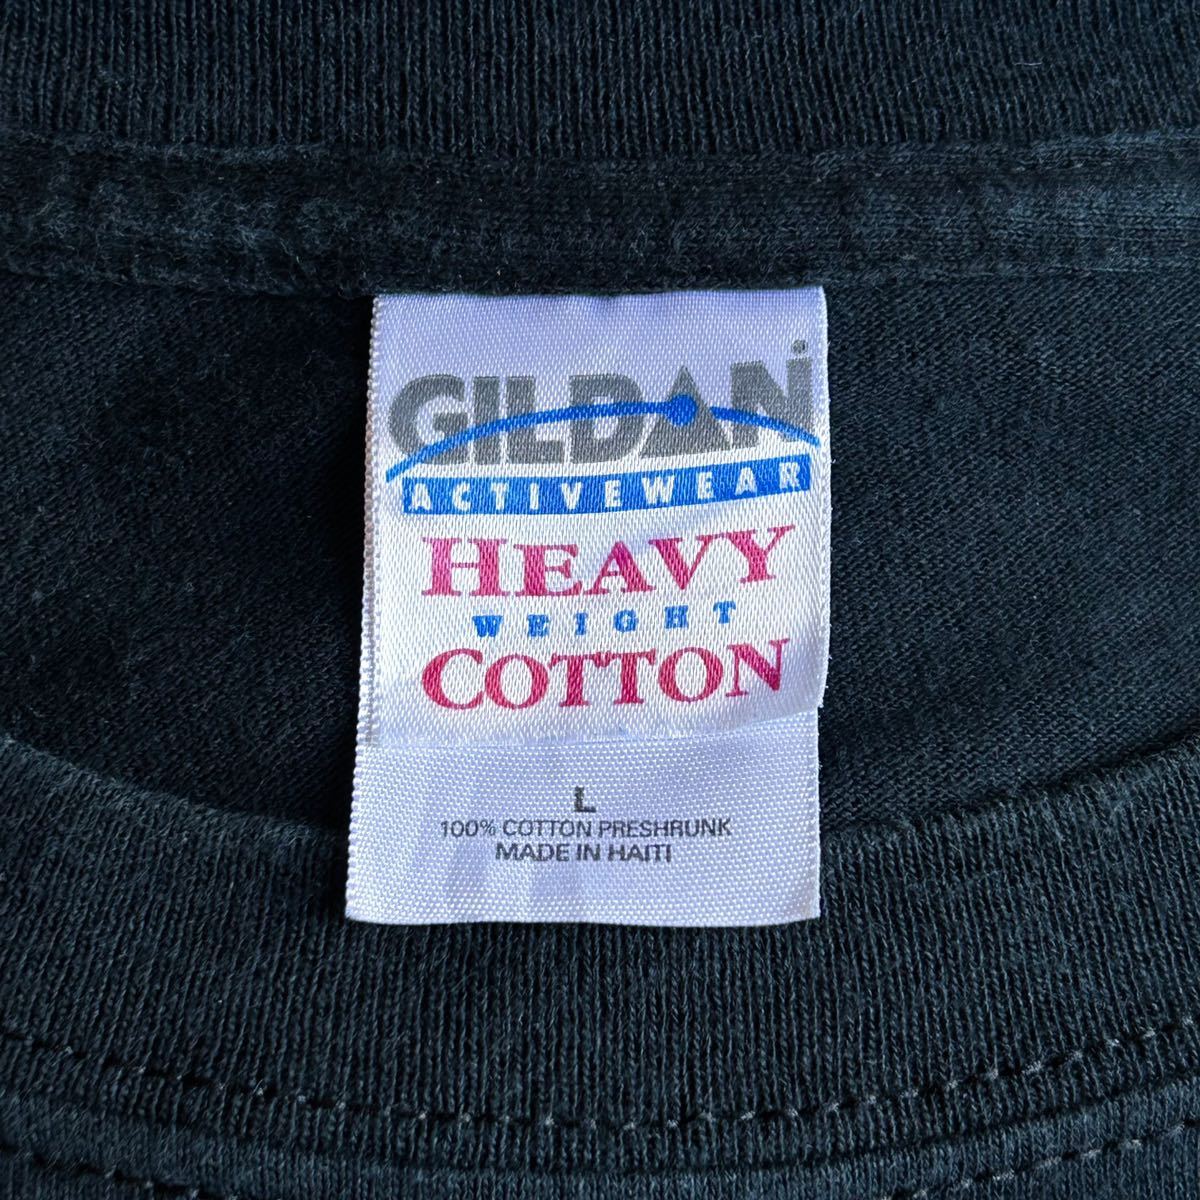 GILDAN
ACTIVEWEAR
HEAVY
WEIGHT
COTTON
L
100% COTTON PRESHRUNK
MADE IN HAITI